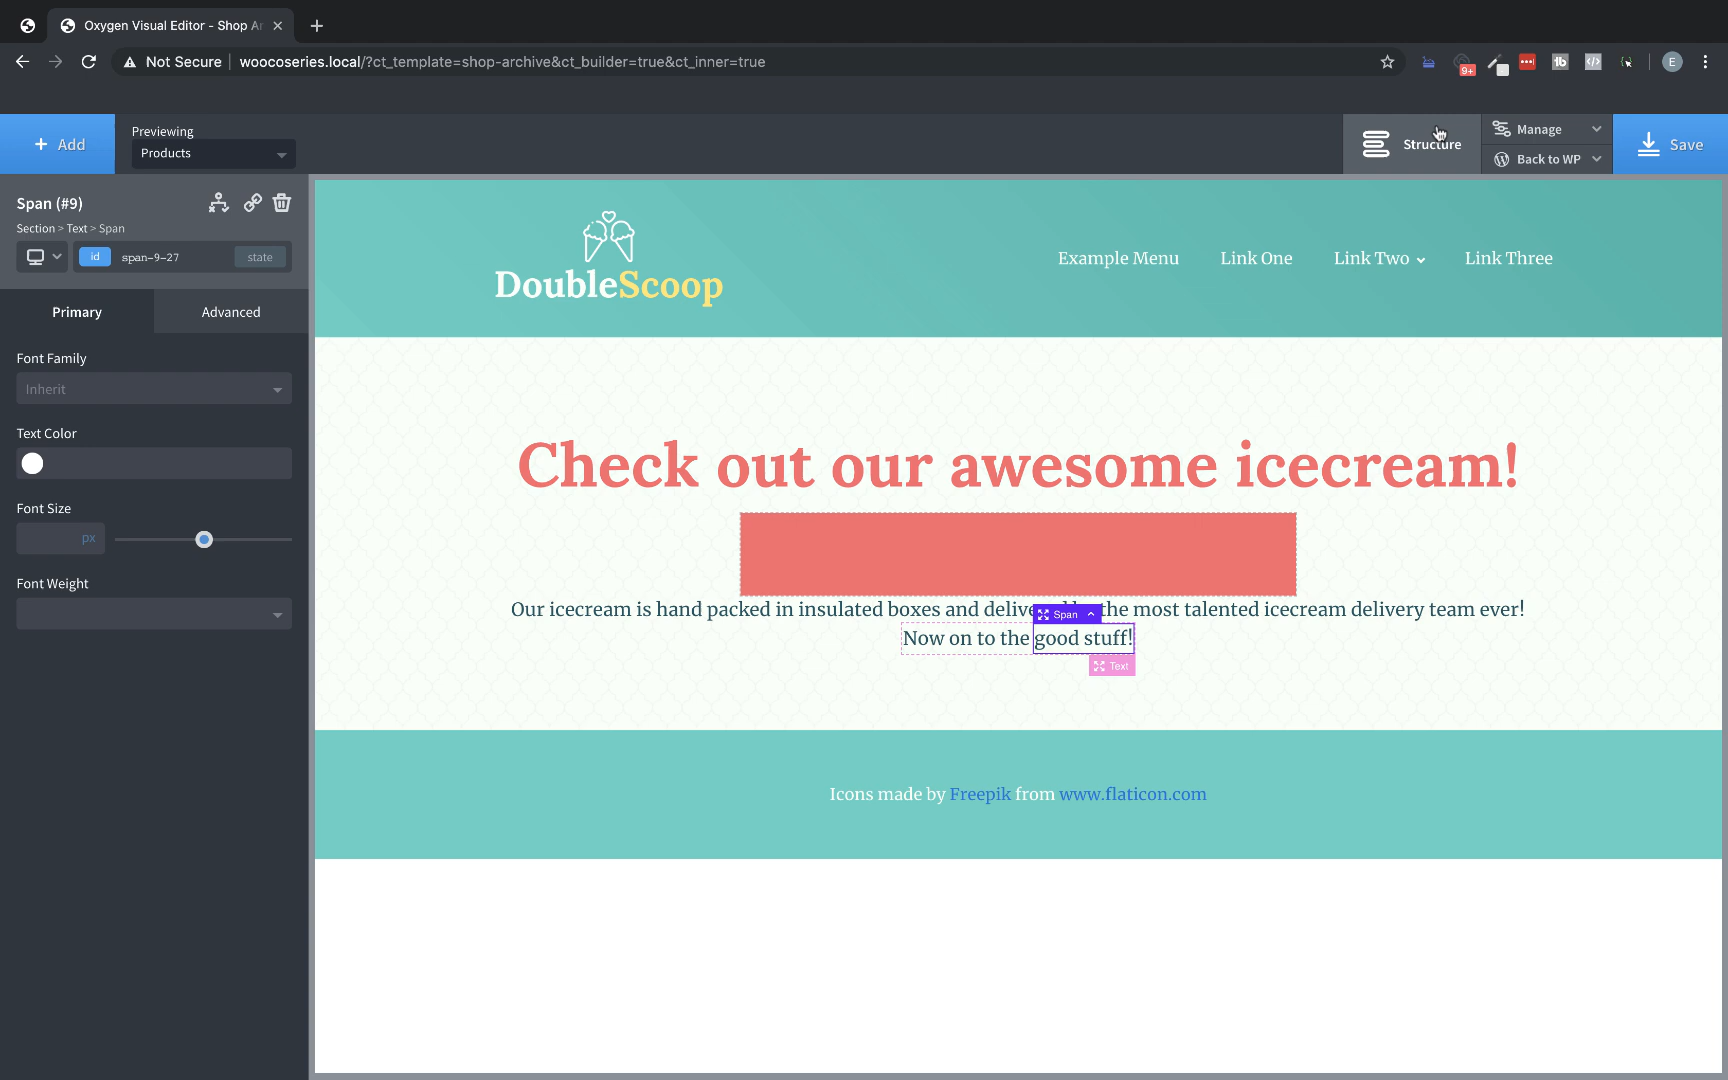 Oxygen Visual Editor - Shop Ar
Not Secure
woocoseries.local/?ct_template=shop-archive&ct_builder=true&ct_inner=true
9+
tb
E
+ Add
Previewing
Products
Structure
Manage
Back to WP
Save
Span (#9)
Section > Text > Span
id
span-9-27
state
Primary
Advanced
Font Family
Inherit
Text Color
Font Size
px
Font Weight
DoubleScoop
Example Menu
Link One
Link Two
Link Three
Check out our awesome icecream!
Our icecream is hand packed in insulated boxes and delive the most talented icecream delivery team ever!
Span
Now on to the good stuff!
Text
Icons made by Freepik from www.flaticon.com